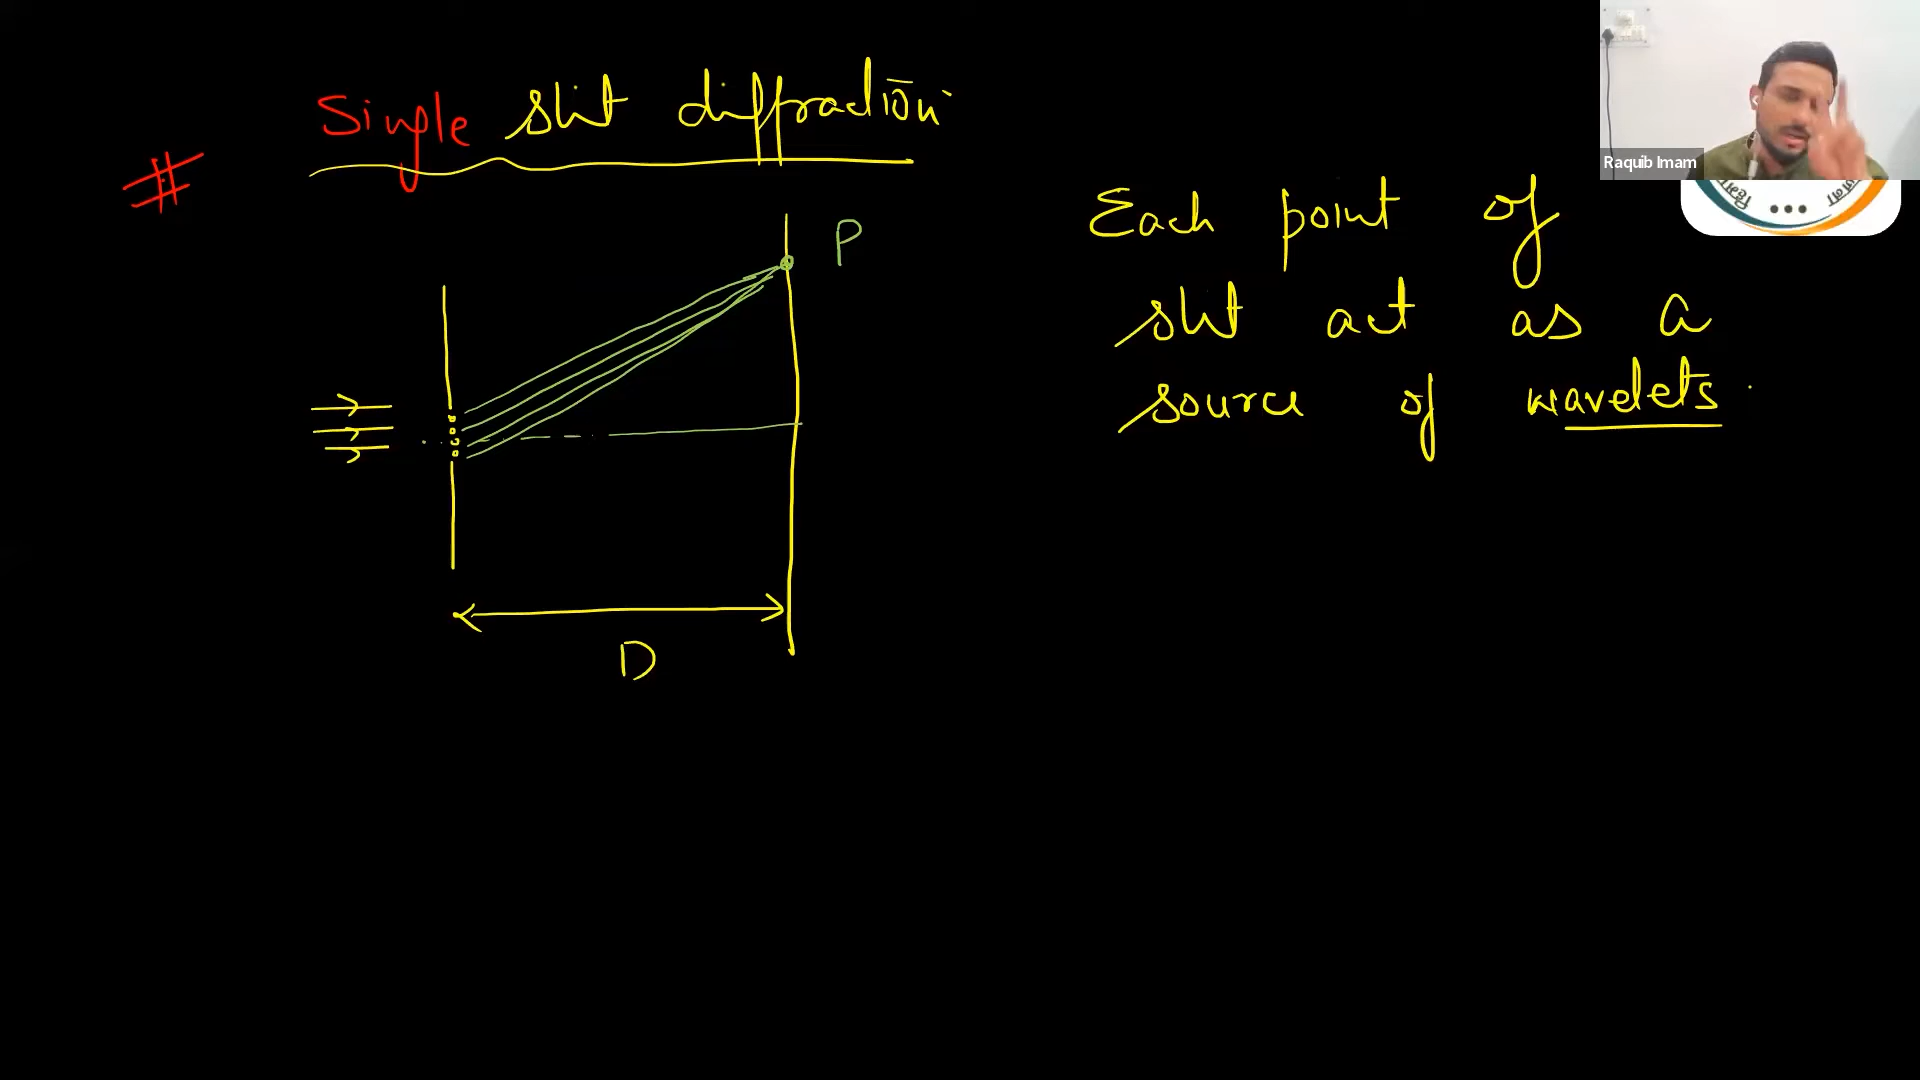 Single slit diffraction
#
Each point of
slit act as a
source of wavelets.
P
D
Raquib Imam